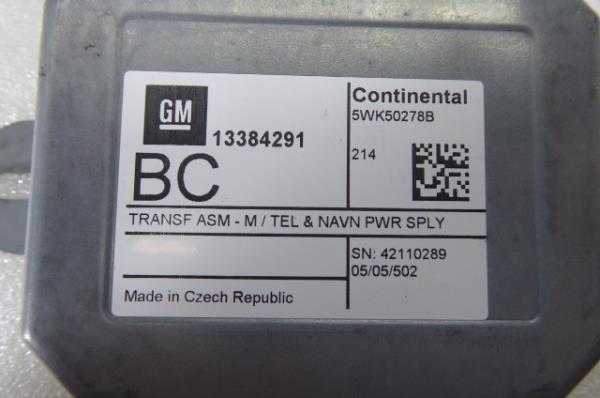 GM
13384291
BC
Continental
5WK50278B
214
TRANSF ASM - M / TEL & NAVN PWR SPLY
SN: 42110289
05/05/502
Made in Czech Republic